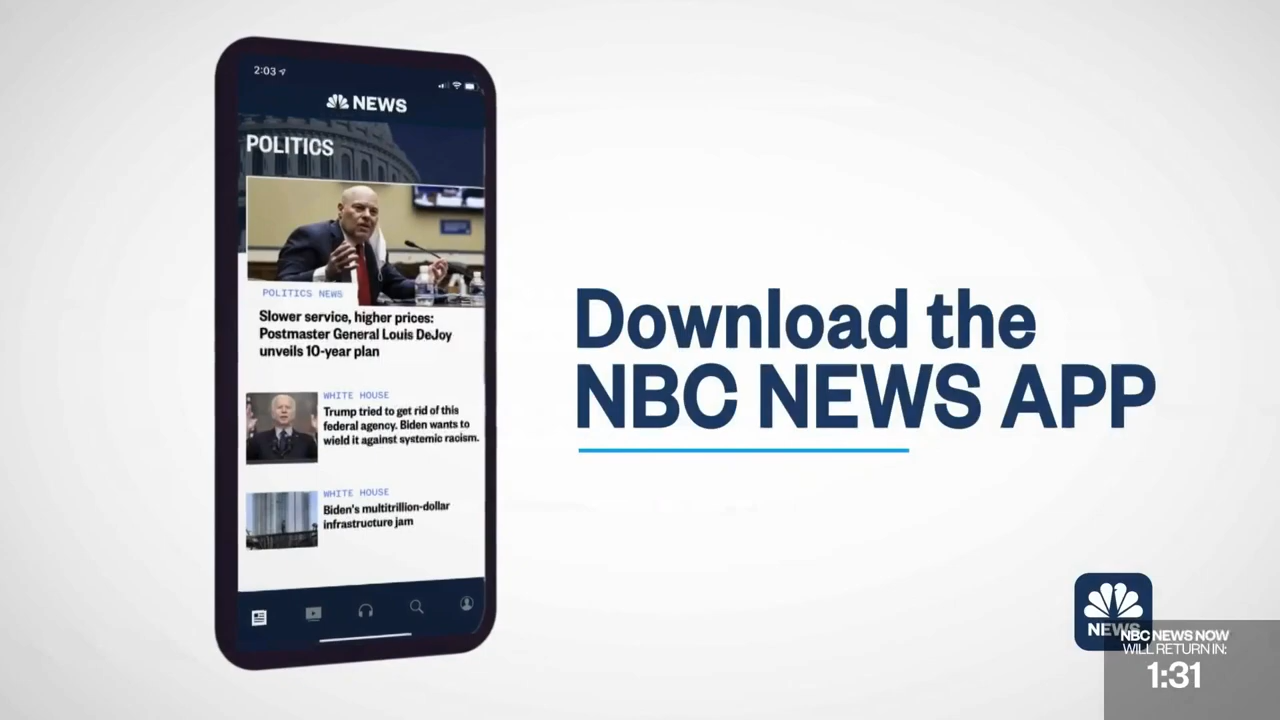 2:03
NEWS
POLITICS
POLITICS NEWS
Slower service, higher prices:
Postmaster General Louis DeJoy
unveils 10-year plan
WHITE HOUSE
Trump tried to get rid of this
federal agency. Biden wants to
wield it against systemic racism.
WHITE HOUSE
Biden's multitrillion-dollar
infrastructure jam
Download the
NBC NEWS APP
NEWS
NBC NEWS NOW
WILL RETURN IN:
1:31